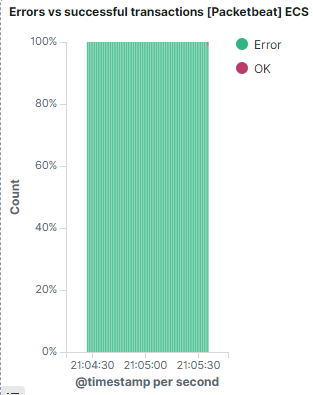 Errors vs successful transactions [Packetbeat] ECS
100%
80%
60%
40%
20%
0%
Count
21:04:30 21:05:00 21:05:30
@timestamp per second
Error
OK